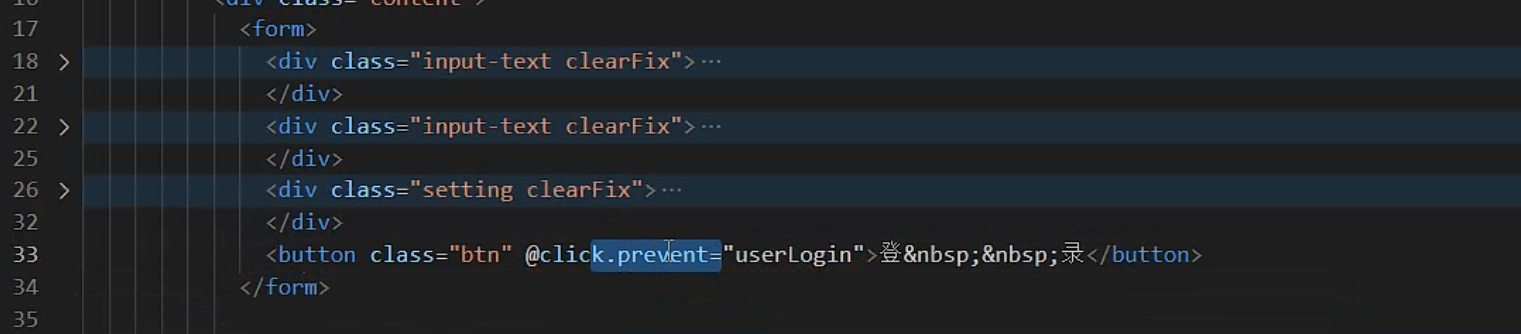 16 <div class="content">
17 <form>
18 > <div class="input-text clearFix">···
21 </div>
22 > <div class="input-text clearFix">···
25 </div>
26 > <div class="setting clearFix">···
32 </div>
33 <button class="btn" @click.prevent="userLogin">登&nbsp;&nbsp;录</button>
34 </form>
35